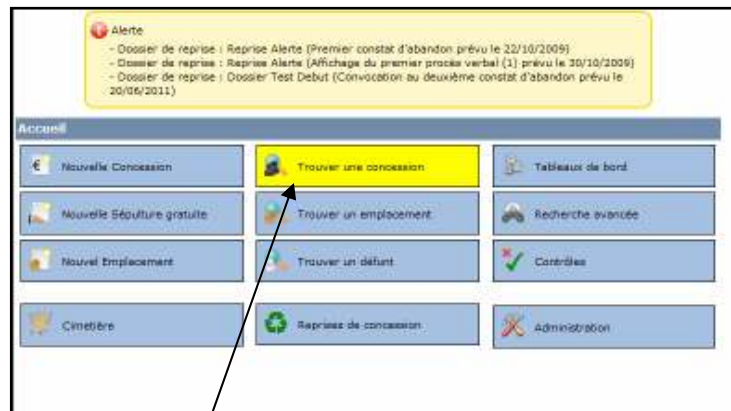 Alerte
- Dossier de reprise : Reprise Alerte (Premier constat d'abandon prévu le 22/10/2009)
- Dossier de reprise : Reprise Alerte (Affichage du premier procès verbal (1) prévu le 30/10/2009)
- Dossier de reprise : Dossier Test Debut (Convocation au deuxième constat d'abandon prévu le
20/06/2011)
Accueil
Nouvelle Concession
Trouver une concession
Tableaux de bord
Nouvelle Sépulture gratuite
Trouver un emplacement
Recherche avancée
Nouvel Emplacement
Trouver un défunt
Contrôles
Cimetière
Reprises de concession
Administration